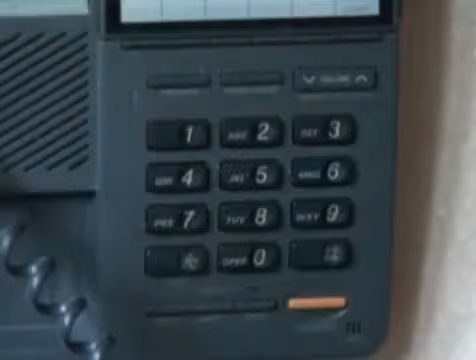 VOLUME
1 ABC 2 DEF 3
GHI 4 JKL 5 MNO 6
PRS 7 TUV 8 WXY 9
* OPER 0 #